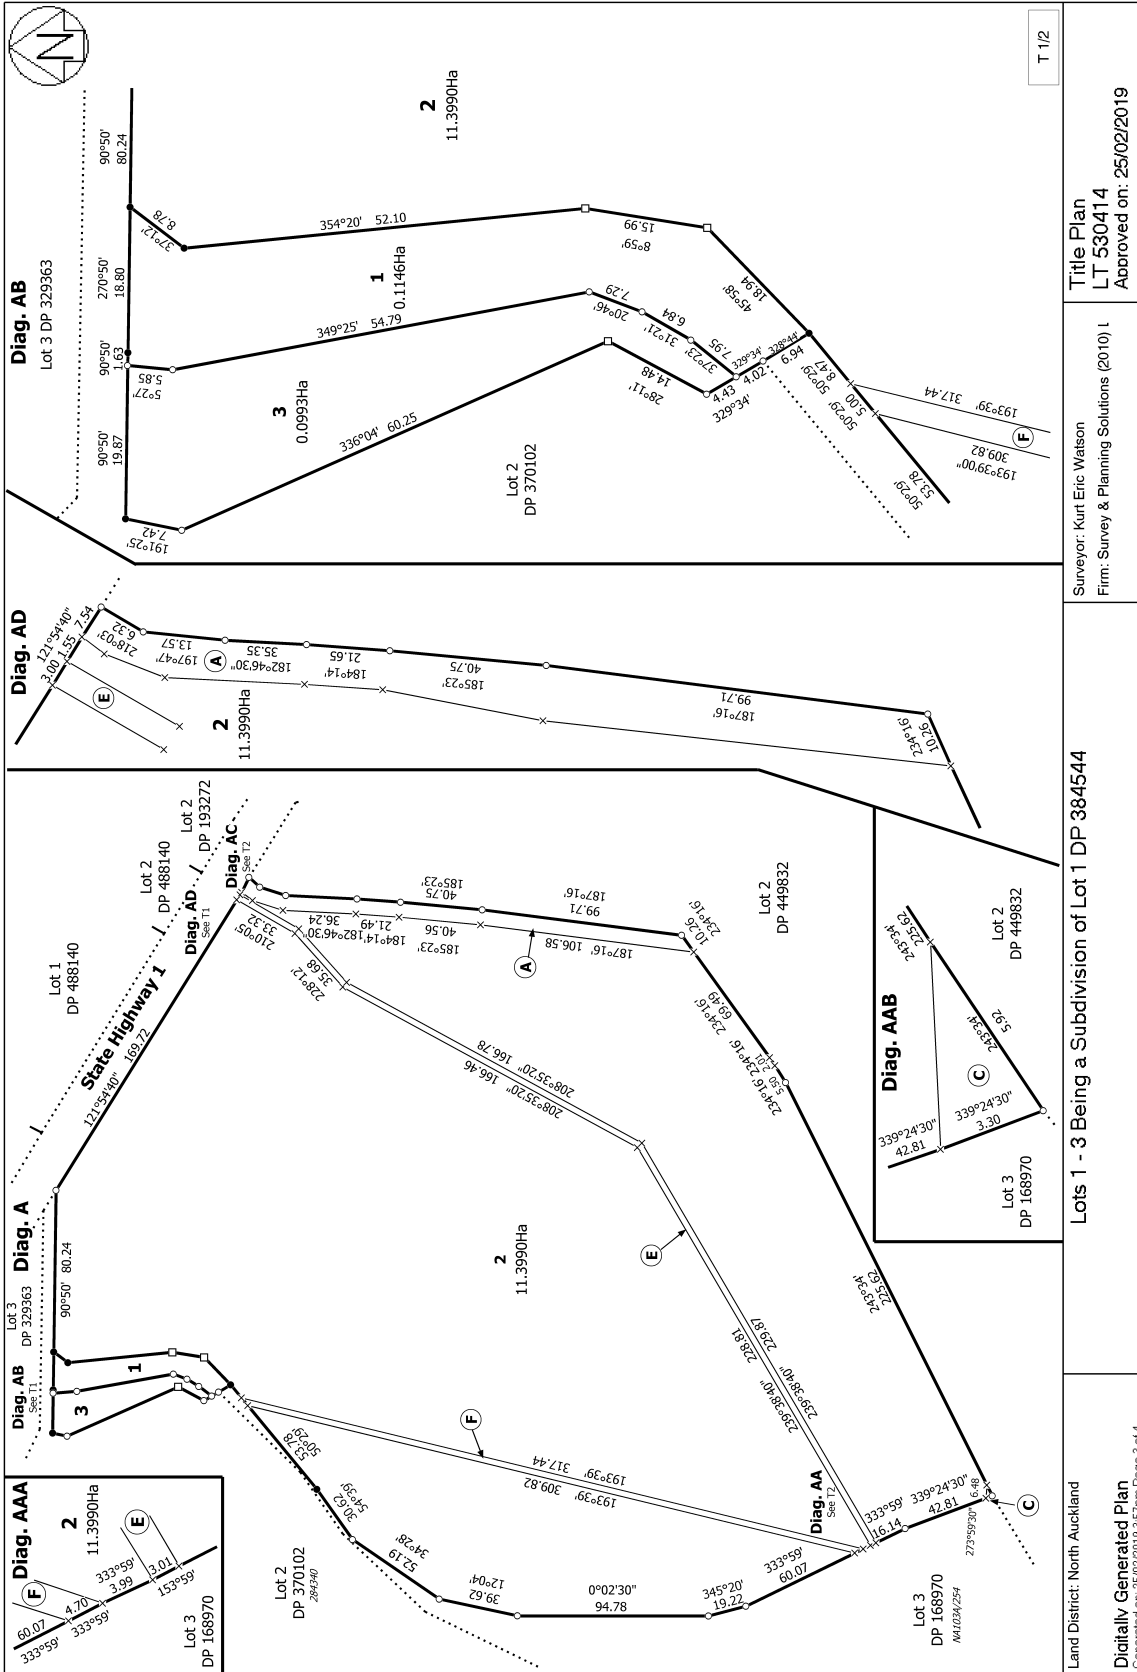 N
T 1/2
Diag. AB
Lot 3 DP 329363
90°50'
80.24
270°50'
18.80
90°50'
1.63
90°50'
19.87
37°12'
8.78
354°20' 52.10
2
11.3990Ha
1
0.1146Ha
349°25' 54.79
5°27'
5.85
3
0.0993Ha
336°04' 60.25
191°25'
7.42
8°59'
15.99
45°58'
18.94
20°46'
7.29
31°21'
6.84
37°23'
7.95
28°11'
14.48
329°34'
4.43
329°34'
4.02
328°44'
6.94
50°29'
8.47
50°29'
5.00
50°29'
53.78
193°39'
317.44
193°39'00"
309.82
F
Lot 2
DP 370102
Diag. AD
121°54'40"
3.00
1.55
7.54
218°03'
6.32
197°47'
13.57
182°46'30"
35.35
184°14'
21.65
185°23'
40.75
187°16'
99.71
234°16'
10.26
A
E
2
11.3990Ha
Diag. A
Lot 3
DP 329363
Diag. AB
See T1
90°50' 80.24
State Highway 1
121°54'40" 169.72
Lot 1
DP 488140
Lot 2
DP 488140
Lot 2
DP 193272
Diag. AD
See T1
Diag. AC
See T2
1
3
2
11.3990Ha
210°05'
33.32
228°12'
35.68
208°35'20" 166.78
208°35'20" 166.46
182°46'30"
36.24
184°14'
21.49
185°23'
40.56
187°16' 106.58
185°23'
40.75
187°16'
99.71
234°16'
10.26
234°16'
69.49
234°16'
2.01
234°16'
5.50
A
E
F
239°38'40"
228.81
239°38'40"
229.87
243°34'
225.62
193°39' 317.44
193°39'
309.82
50°29'
53.78
54°39'
30.62
34°28'
52.19
12°04'
39.62
0°02'30"
94.78
345°20'
19.22
333°59'
60.07
333°59'
16.14
339°24'30"
42.81
273°59'30"
6.48
C
Diag. AA
See T2
Lot 2
DP 370102
284340
Lot 3
DP 168970
NA103A/254
Lot 2
DP 449832
Diag. AAA
2
11.3990Ha
F
E
60.07
333°59'
4.70
333°59'
333°59'
3.99
3.01
153°59'
Lot 3
DP 168970
Diag. AAB
243°34'
225.62
Lot 2
DP 449832
243°34'
5.92
C
339°24'30"
42.81
339°24'30"
3.30
Lot 3
DP 168970
Land District: North Auckland
Digitally Generated Plan
Lots 1 - 3 Being a Subdivision of Lot 1 DP 384544
Surveyor: Kurt Eric Watson
Firm: Survey & Planning Solutions (2010) L
Title Plan
LT 530414
Approved on: 25/02/2019